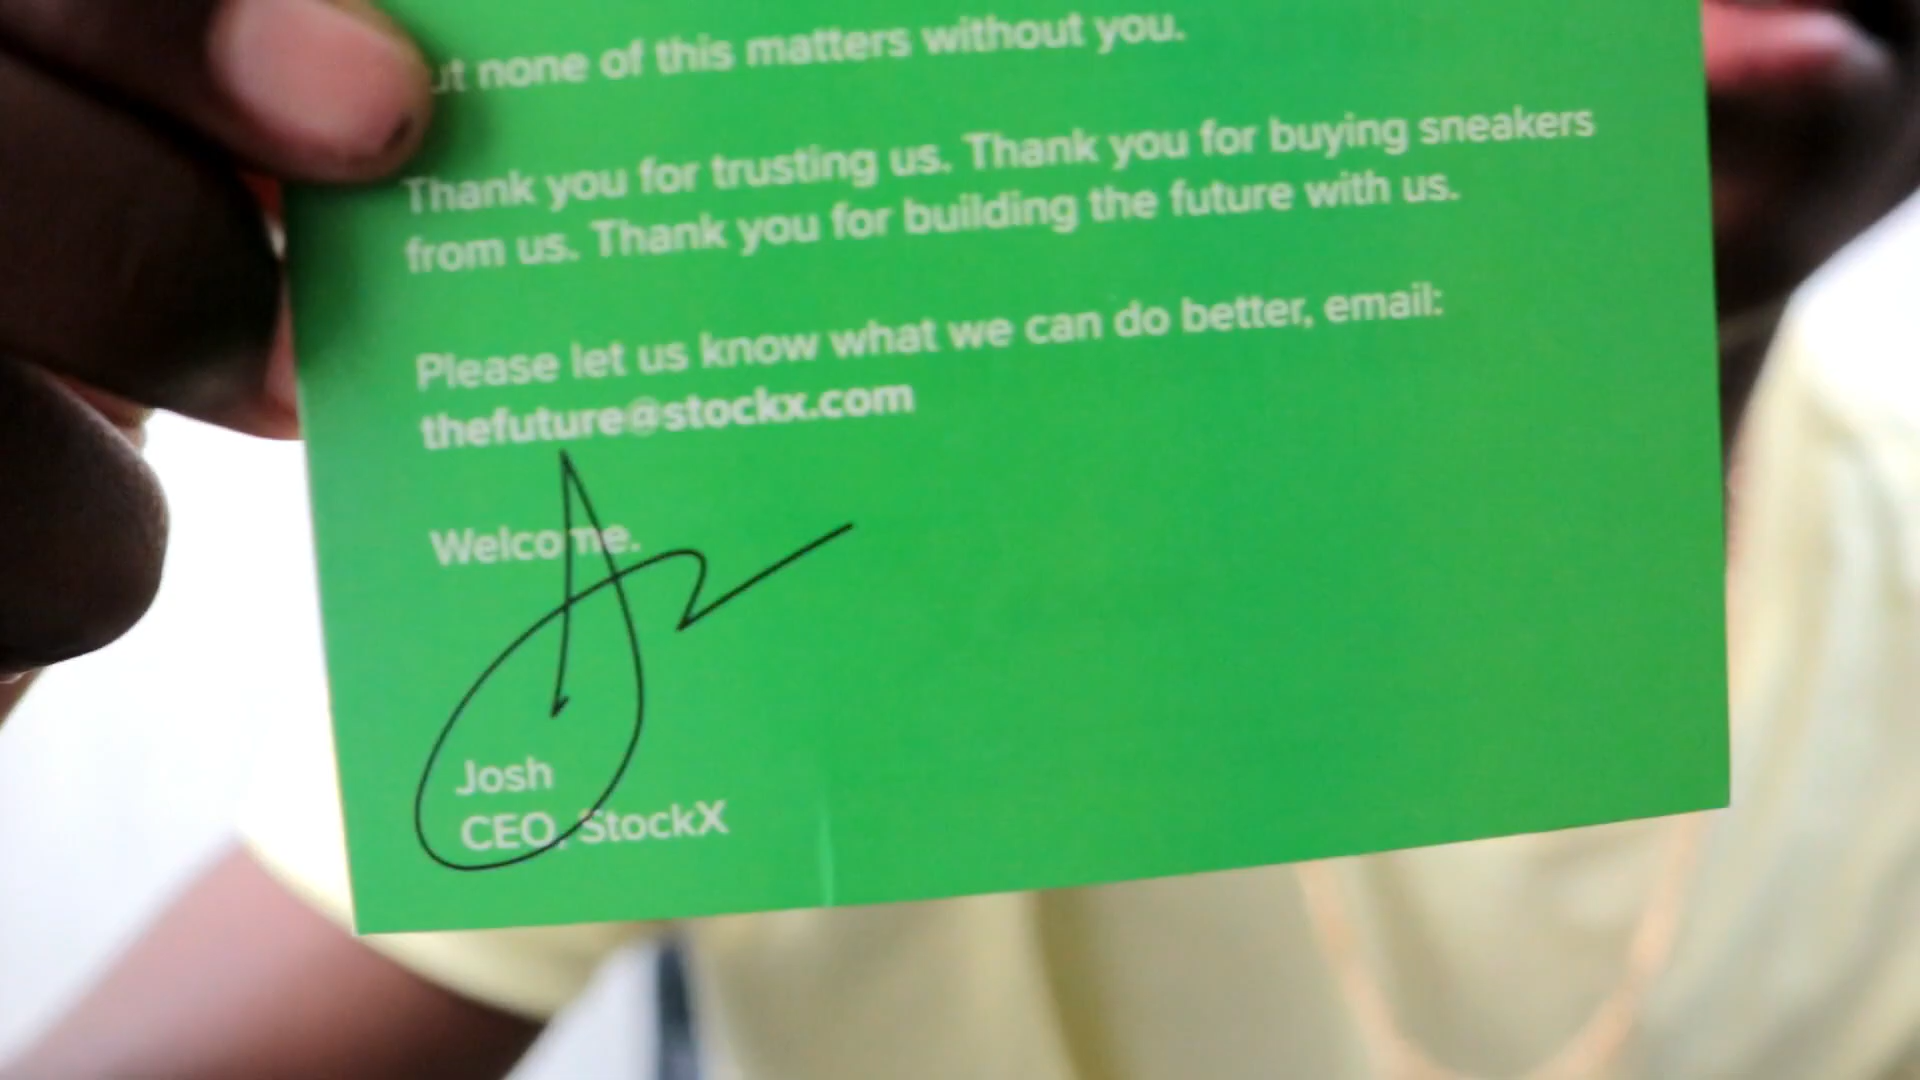 ut none of this matters without you.
Thank you for trusting us. Thank you for buying sneakers
from us. Thank you for building the future with us.
Please let us know what we can do better, email:
thefuture@stockx.com
Welcome.
Josh
CEO, StockX